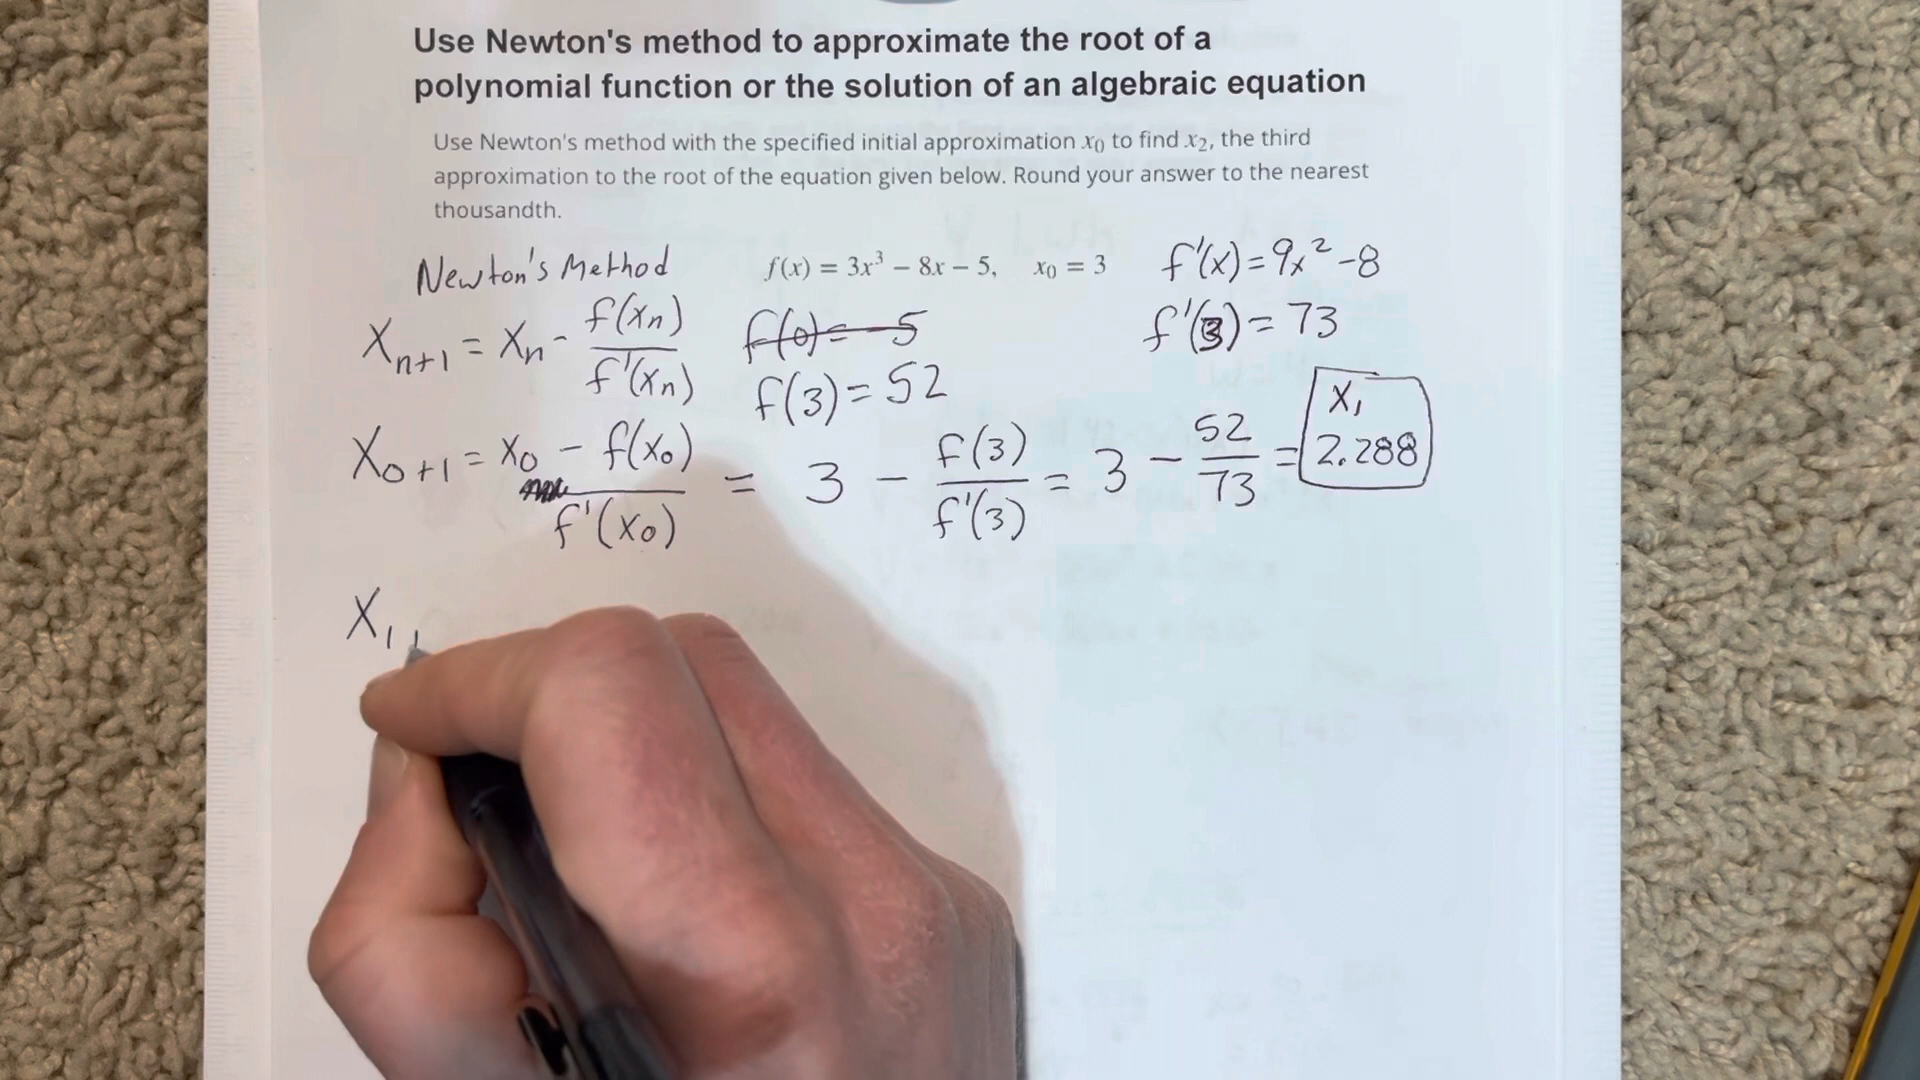 Use Newton's method to approximate the root of a
polynomial function or the solution of an algebraic equation
Use Newton's method with the specified initial approximation x₀ to find x₂, the third
approximation to the root of the equation given below. Round your answer to the nearest
thousandth.
Newton's Method f(x) = 3x³ − 8x − 5, x₀ = 3 f'(x) = 9x² - 8
Xₙ₊₁ = Xₙ - f(xₙ)/f'(xₙ) f(0) = -5 f'(3) = 73
f(3) = 52
X₀₊₁ = X₀ - f(x₀)/f'(x₀) = 3 - f(3)/f'(3) = 3 - 52/73 = X₁ 2.288
X₁